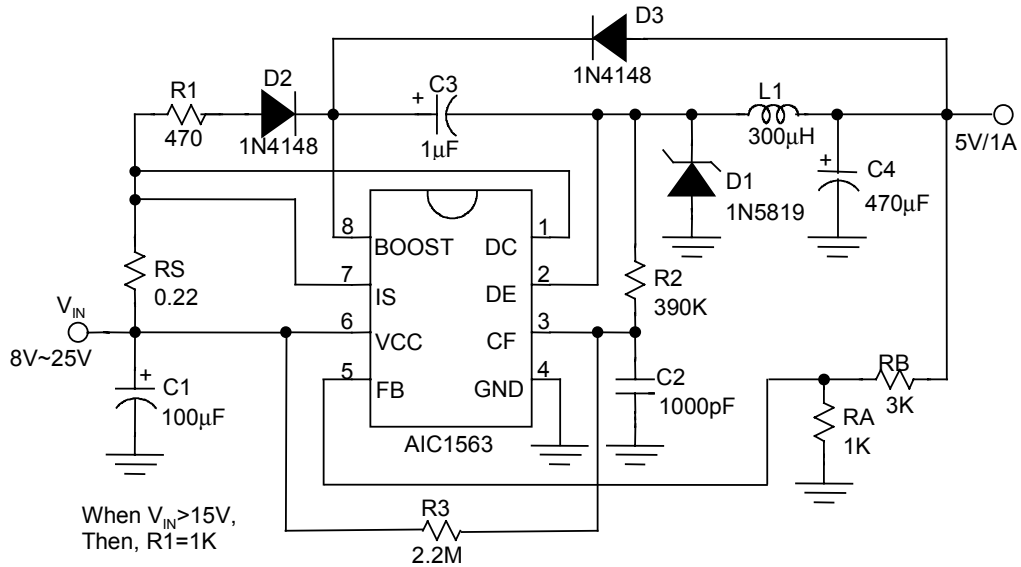 D3
1N4148
D2
R1
470
1N4148
C3
+
1μF
L1
300μH
5V/1A
D1
1N5819
+
C4
470μF
8
BOOST
DC
1
7
IS
DE
2
6
VCC
CF
3
5
FB
GND
4
AIC1563
RS
0.22
V_IN
8V~25V
+
C1
100μF
R2
390K
C2
1000pF
RB
3K
RA
1K
R3
2.2M
When V_IN>15V,
Then, R1=1K